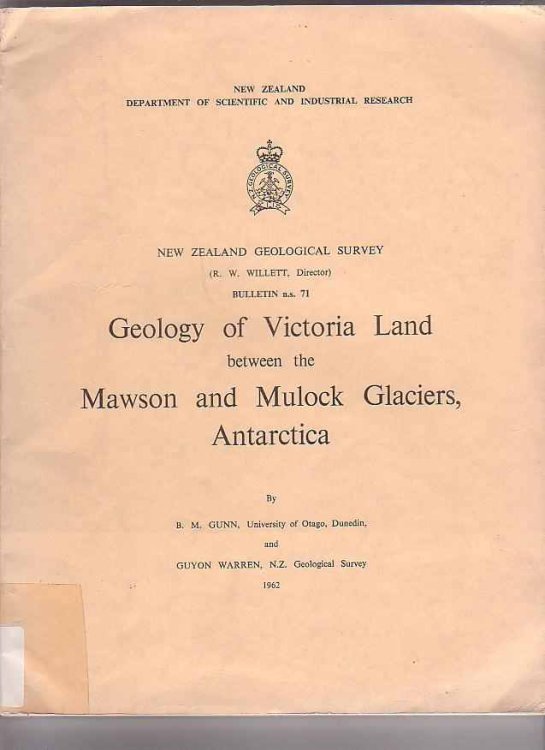 NEW ZEALAND
DEPARTMENT OF SCIENTIFIC AND INDUSTRIAL RESEARCH
N Z GEOLOGICAL SURVEY
NEW ZEALAND GEOLOGICAL SURVEY
(R. W. WILLETT, Director)
BULLETIN n.s. 71
Geology of Victoria Land
between the
Mawson and Mulock Glaciers,
Antarctica
By
B. M. GUNN, University of Otago, Dunedin,
and
GUYON WARREN, N.Z. Geological Survey
1962